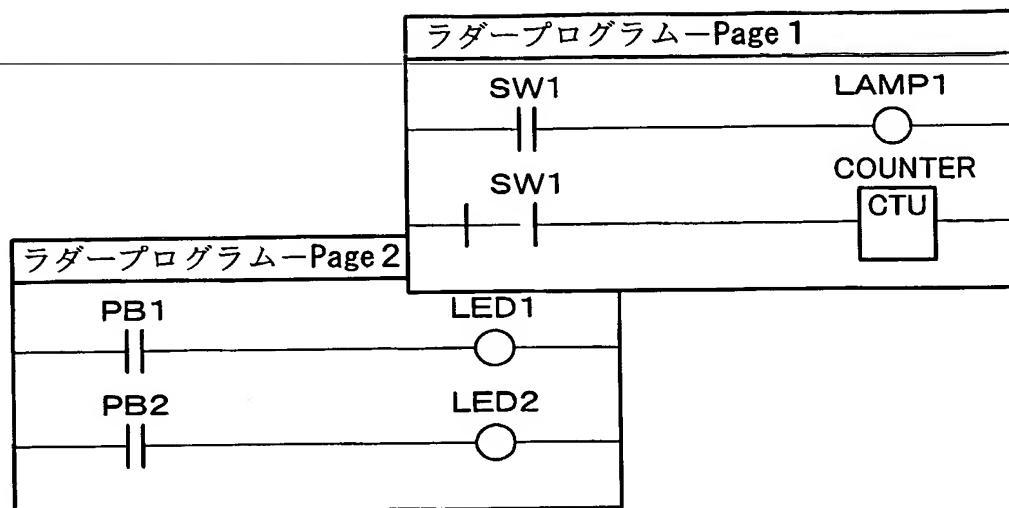 ラダープログラム－Page 1
SW1 LAMP1
SW1 COUNTER
CTU
ラダープログラム－Page 2
PB1 LED1
PB2 LED2